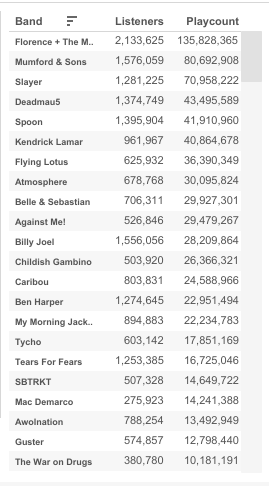 Band Listeners Playcount
Florence + The M.. 2,133,625 135,828,365
Mumford & Sons 1,576,059 80,692,908
Slayer 1,281,225 70,958,222
Deadmau5 1,374,749 43,495,589
Spoon 1,395,904 41,910,960
Kendrick Lamar 961,967 40,864,678
Flying Lotus 625,932 36,390,349
Atmosphere 678,768 30,095,824
Belle & Sebastian 706,311 29,927,301
Against Me! 526,846 29,479,267
Billy Joel 1,556,056 28,209,864
Childish Gambino 503,920 26,366,321
Caribou 803,831 24,588,966
Ben Harper 1,274,645 22,951,494
My Morning Jack.. 894,883 22,234,783
Tycho 603,142 17,851,169
Tears For Fears 1,253,385 16,725,046
SBTRKT 507,328 14,649,722
Mac Demarco 275,923 14,241,388
Awolnation 788,254 13,492,949
Guster 574,857 12,798,440
The War on Drugs 380,780 10,181,191